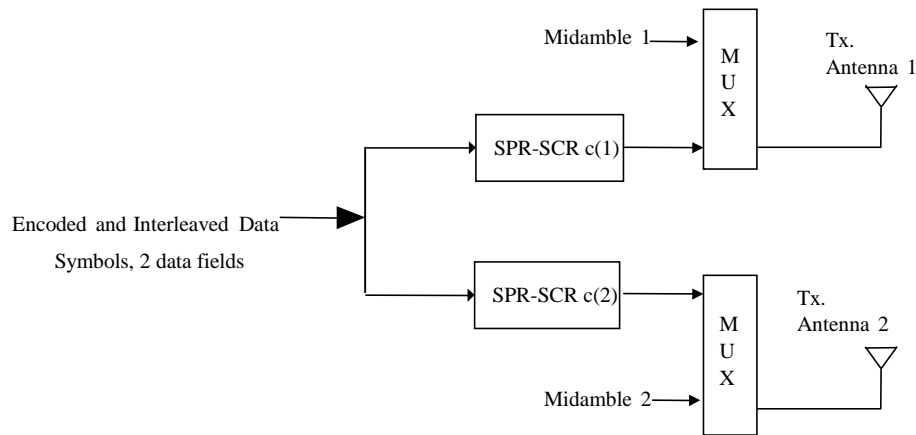 Midamble 1
M
U
X
Tx.
Antenna 1
SPR-SCR c(1)
Encoded and Interleaved Data
Symbols, 2 data fields
SPR-SCR c(2)
M
U
X
Tx.
Antenna 2
Midamble 2